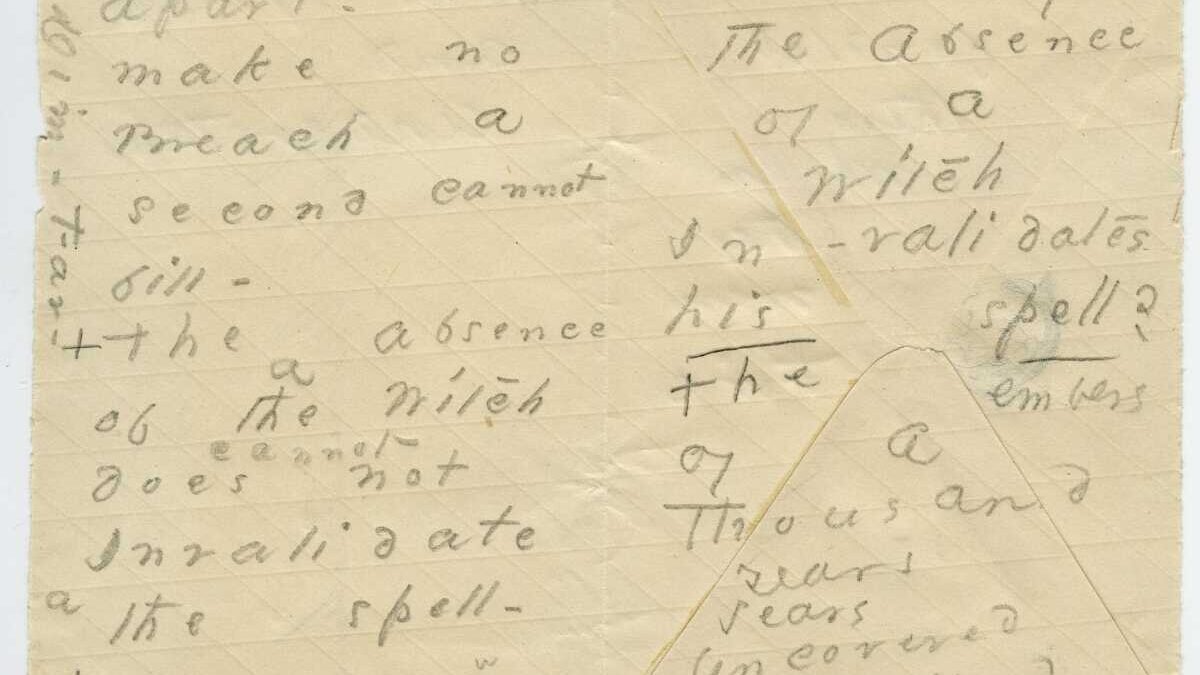 apart -
make no
Breach a
second cannot
fill -
+ the absence
a
of the Witch
cannot
does not
Invalidate
a the spell -
The Absence
of a
Witch
In - validates
his spell?
the embers
of a
Thousand
years
years
uncovered